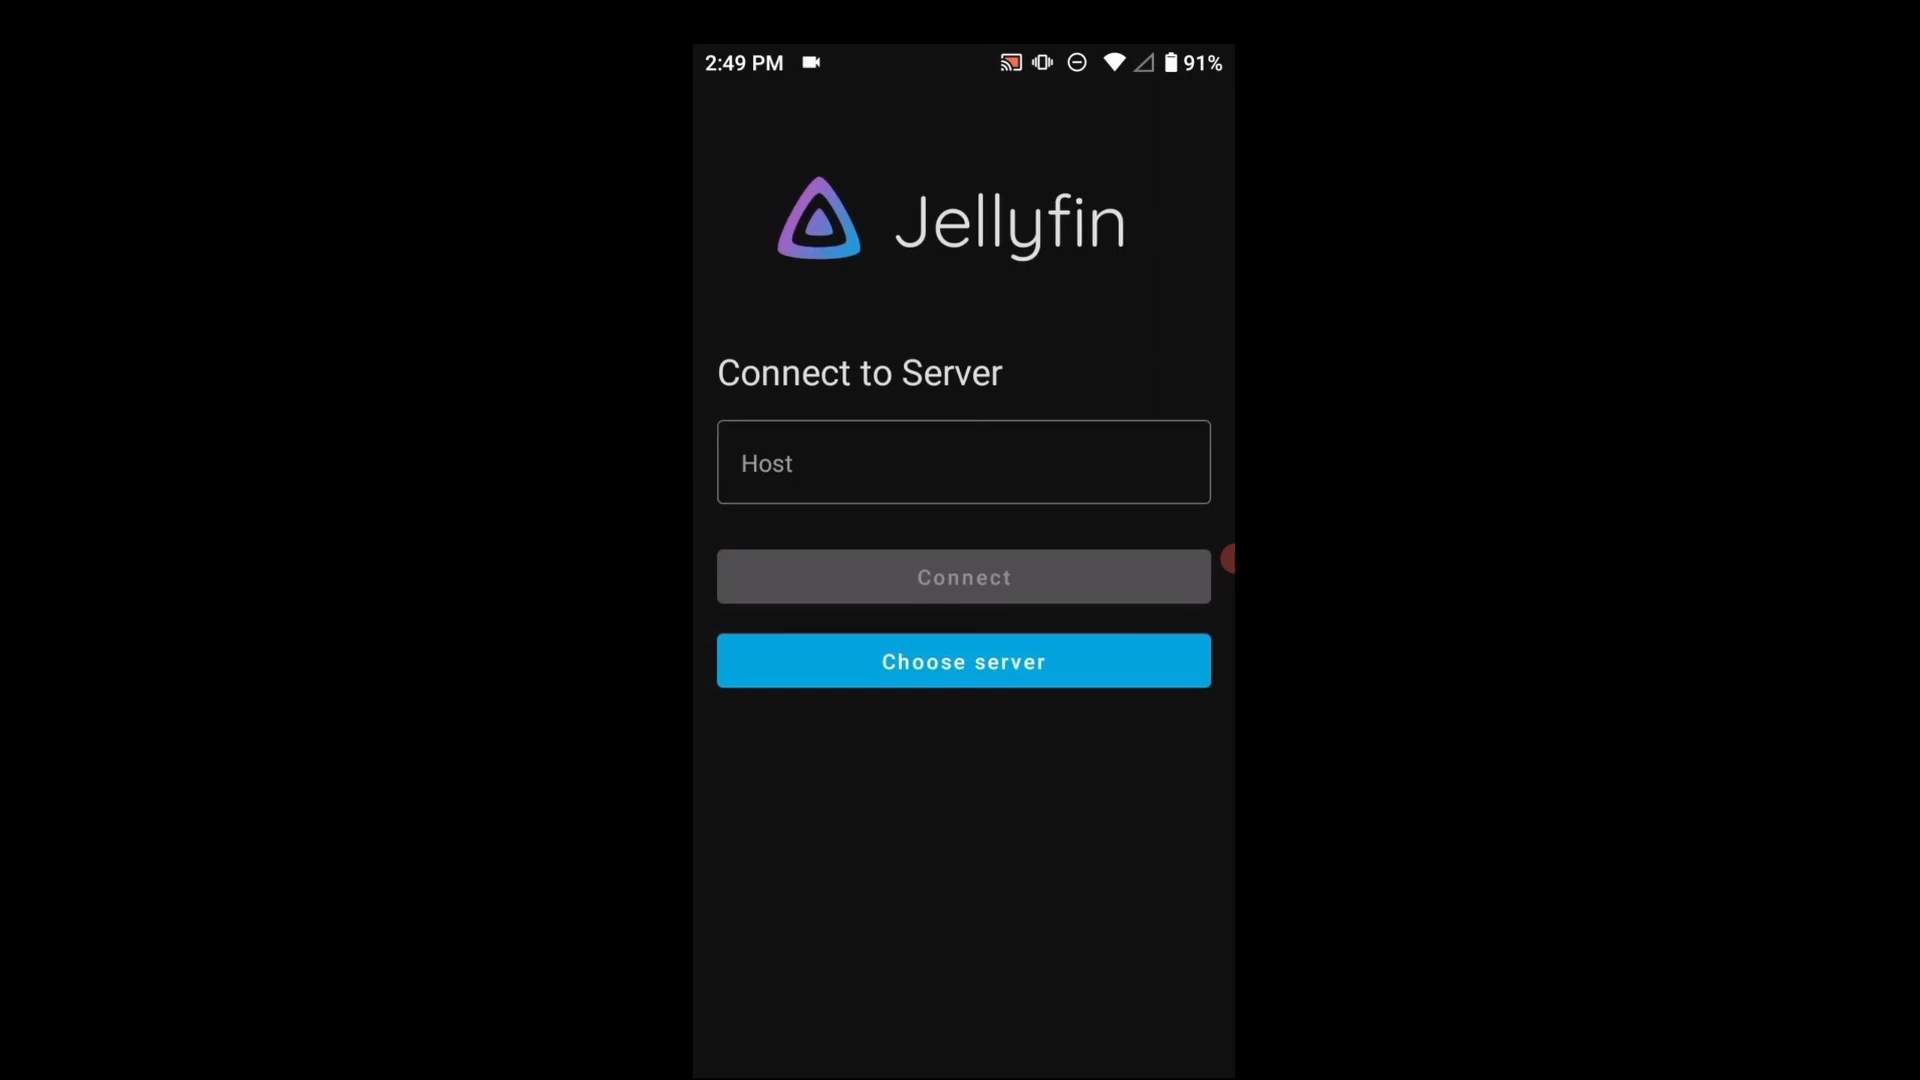 2:49 PM 91%
Jellyfin
Connect to Server
Host
Connect
Choose server